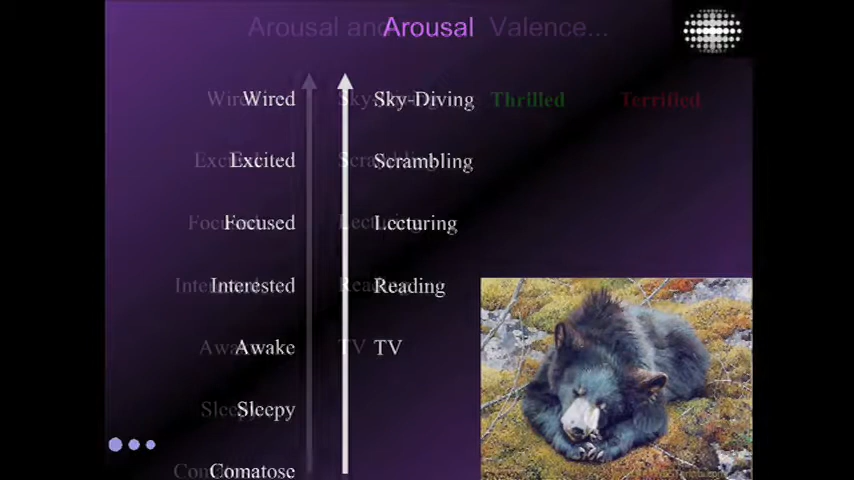 Arousal and Valence...
Arousal
Wired Sky-Diving Thrilled Terrified
Excited Scrambling
Focused Lecturing
Interested Reading
Awake TV
Sleepy
Comatose